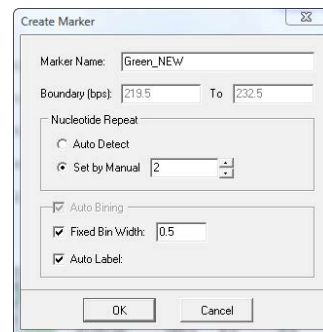 Create Marker
Marker Name: Green_NEW
Boundary (bps): 219.5 To 232.5
Nucleotide Repeat
Auto Detect
Set by Manual 2
Auto Bining
Fixed Bin Width: 0.5
Auto Label:
OK Cancel